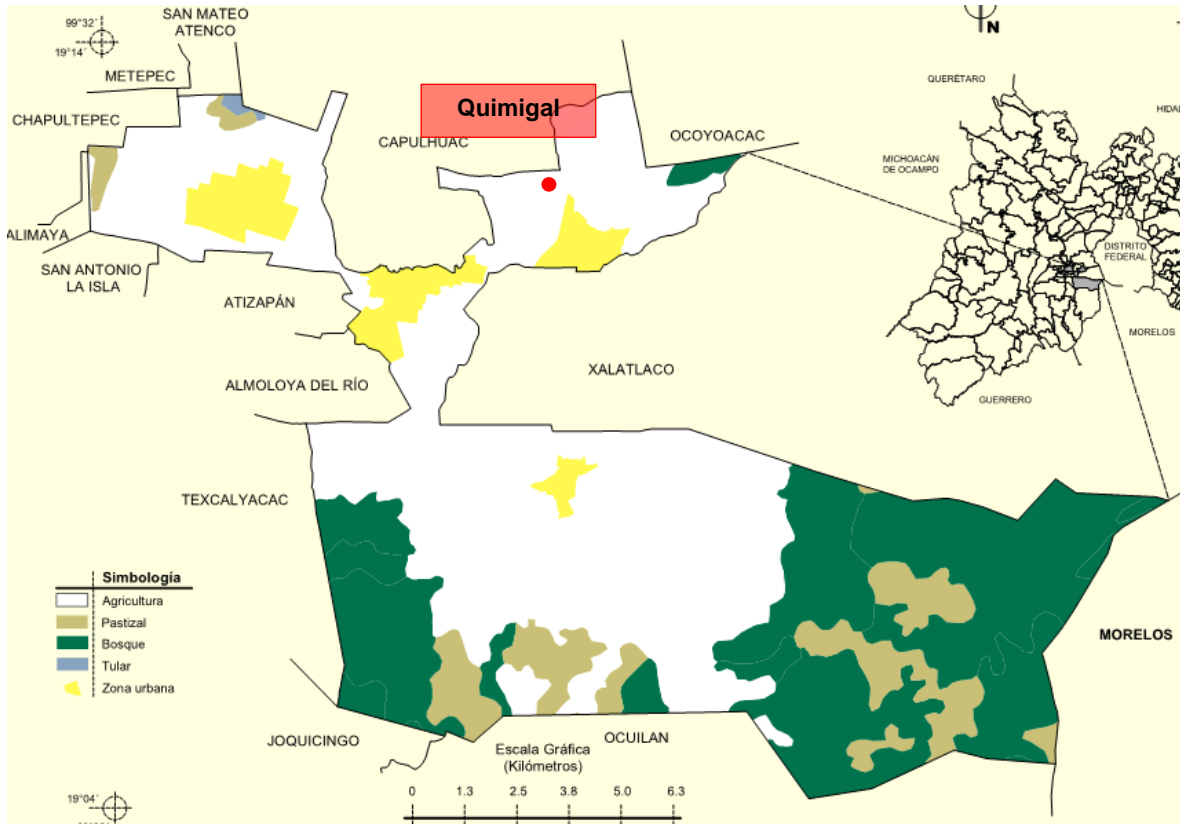 SAN MATEO
ATENCO
99°32´
19°14´
N
METEPEC
Quimigal
QUERÉTARO
CHAPULTEPEC
CAPULHUAC
OCOYOACAC
MICHOACÁN
DE OCAMPO
ALIMAYA
SAN ANTONIO
LA ISLA
DISTRITO
FEDERAL
ATIZAPÁN
MORELOS
XALATLACO
ALMOLOYA DEL RÍO
GUERRERO
TEXCALYACAC
Simbología
Agricultura
Pastizal
Bosque
Tular
Zona urbana
MORELOS
JOQUICINGO
OCUILAN
Escala Gráfica
(Kilómetros)
0 1.3 2.5 3.8 5.0 6.3
19°04´